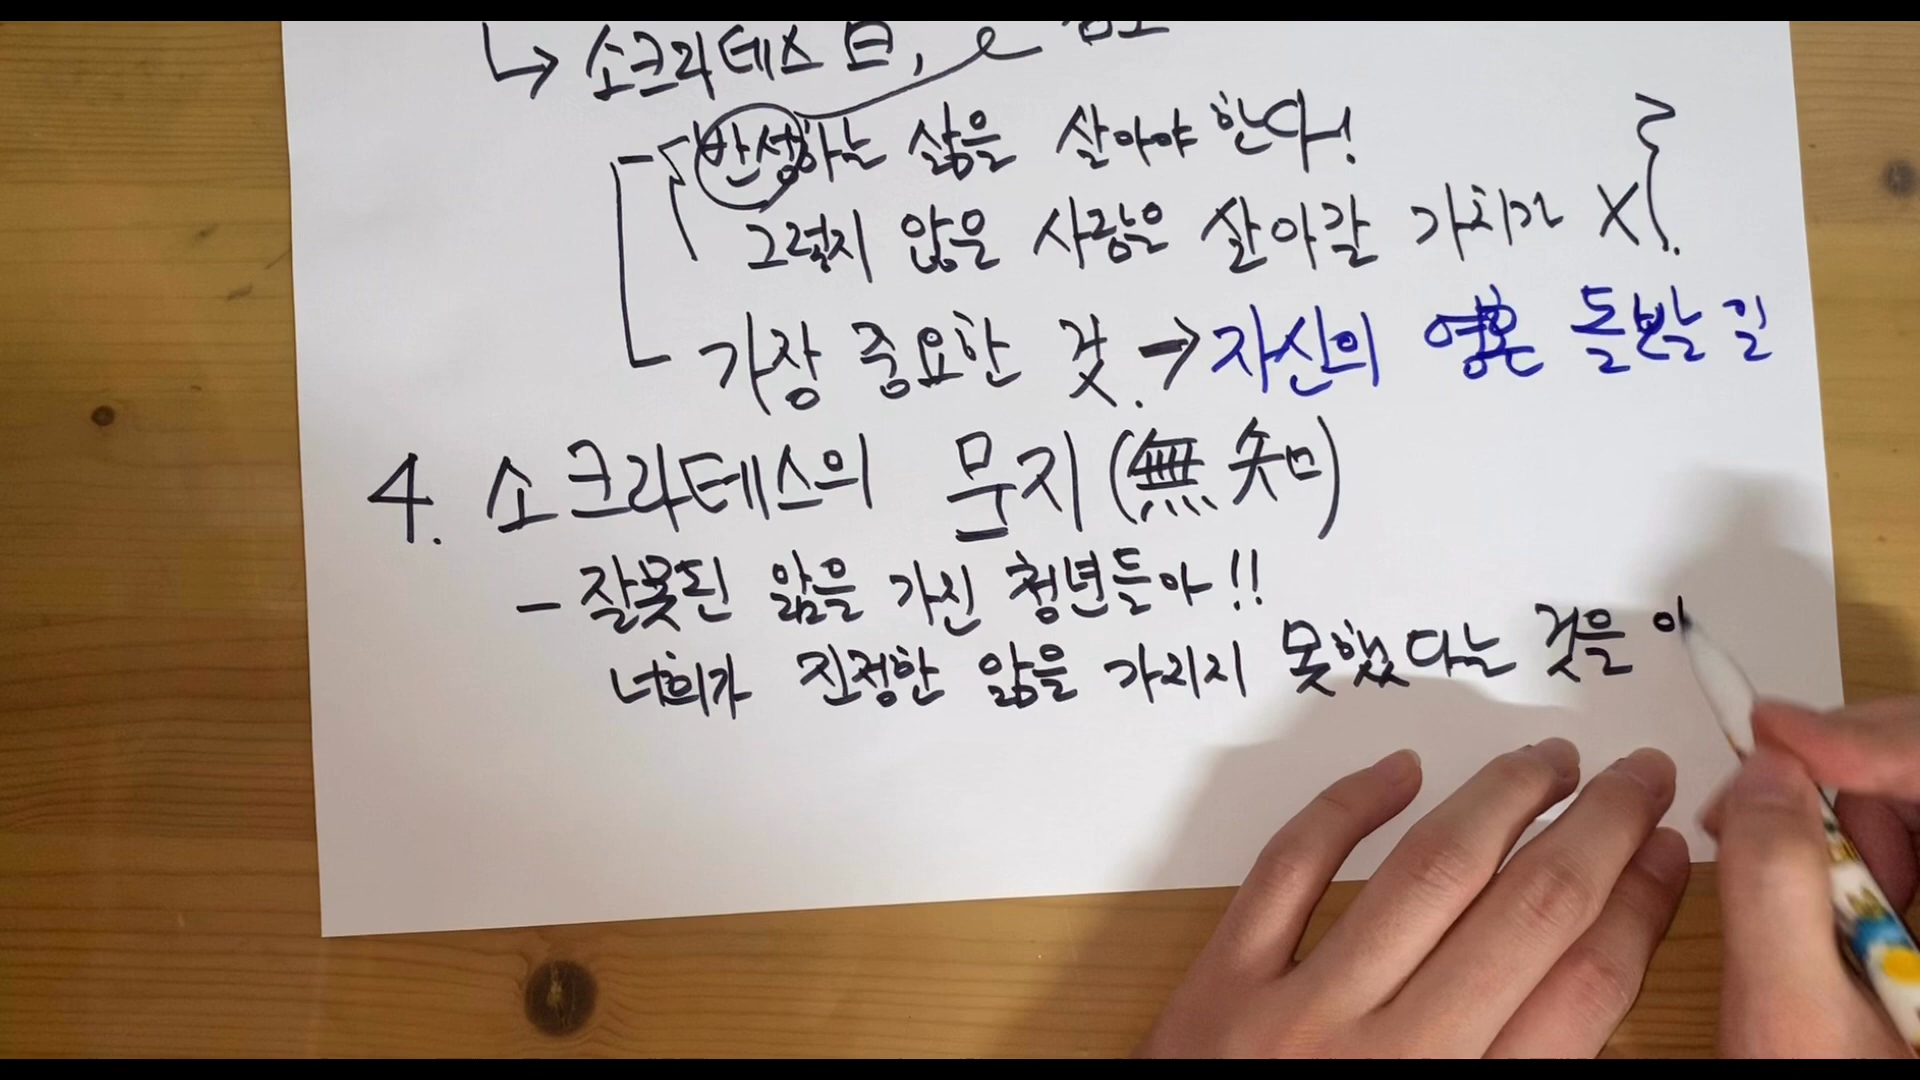 ↳ 소크라테스 曰,
반성하는 삶을 살아야 한다!
그렇지 않은 사람은 살아갈 가치가 X.
가장 중요한 것. → 자신의 영혼 돌발 길
4. 소크라테스의 무지(無知)
- 잘못된 앎을 가진 청년들아!!
너희가 진정한 앎을 가지지 못했다는 것을 아